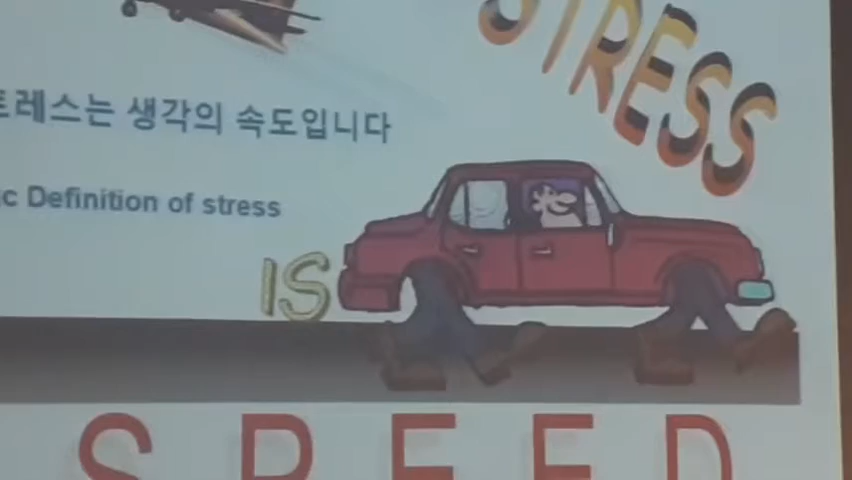 STRESS
트레스는 생각의 속도입니다
c Definition of stress
IS
SPEED